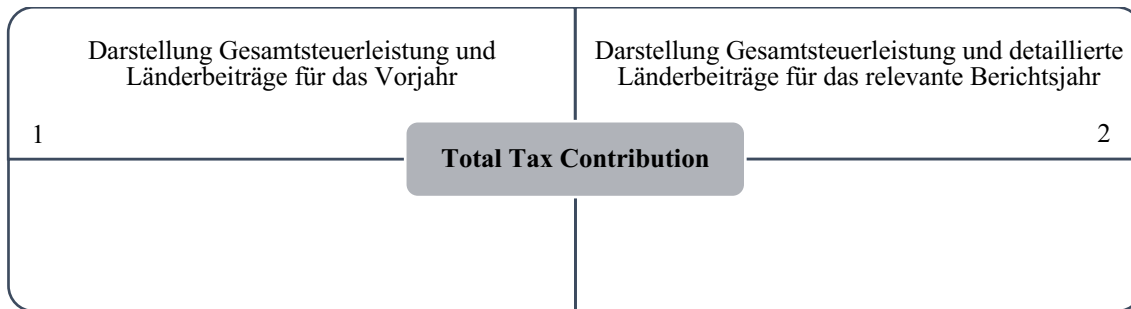 Darstellung Gesamtsteuerleistung und
Länderbeiträge für das Vorjahr
1
Darstellung Gesamtsteuerleistung und detaillierte
Länderbeiträge für das relevante Berichtsjahr
2
Total Tax Contribution